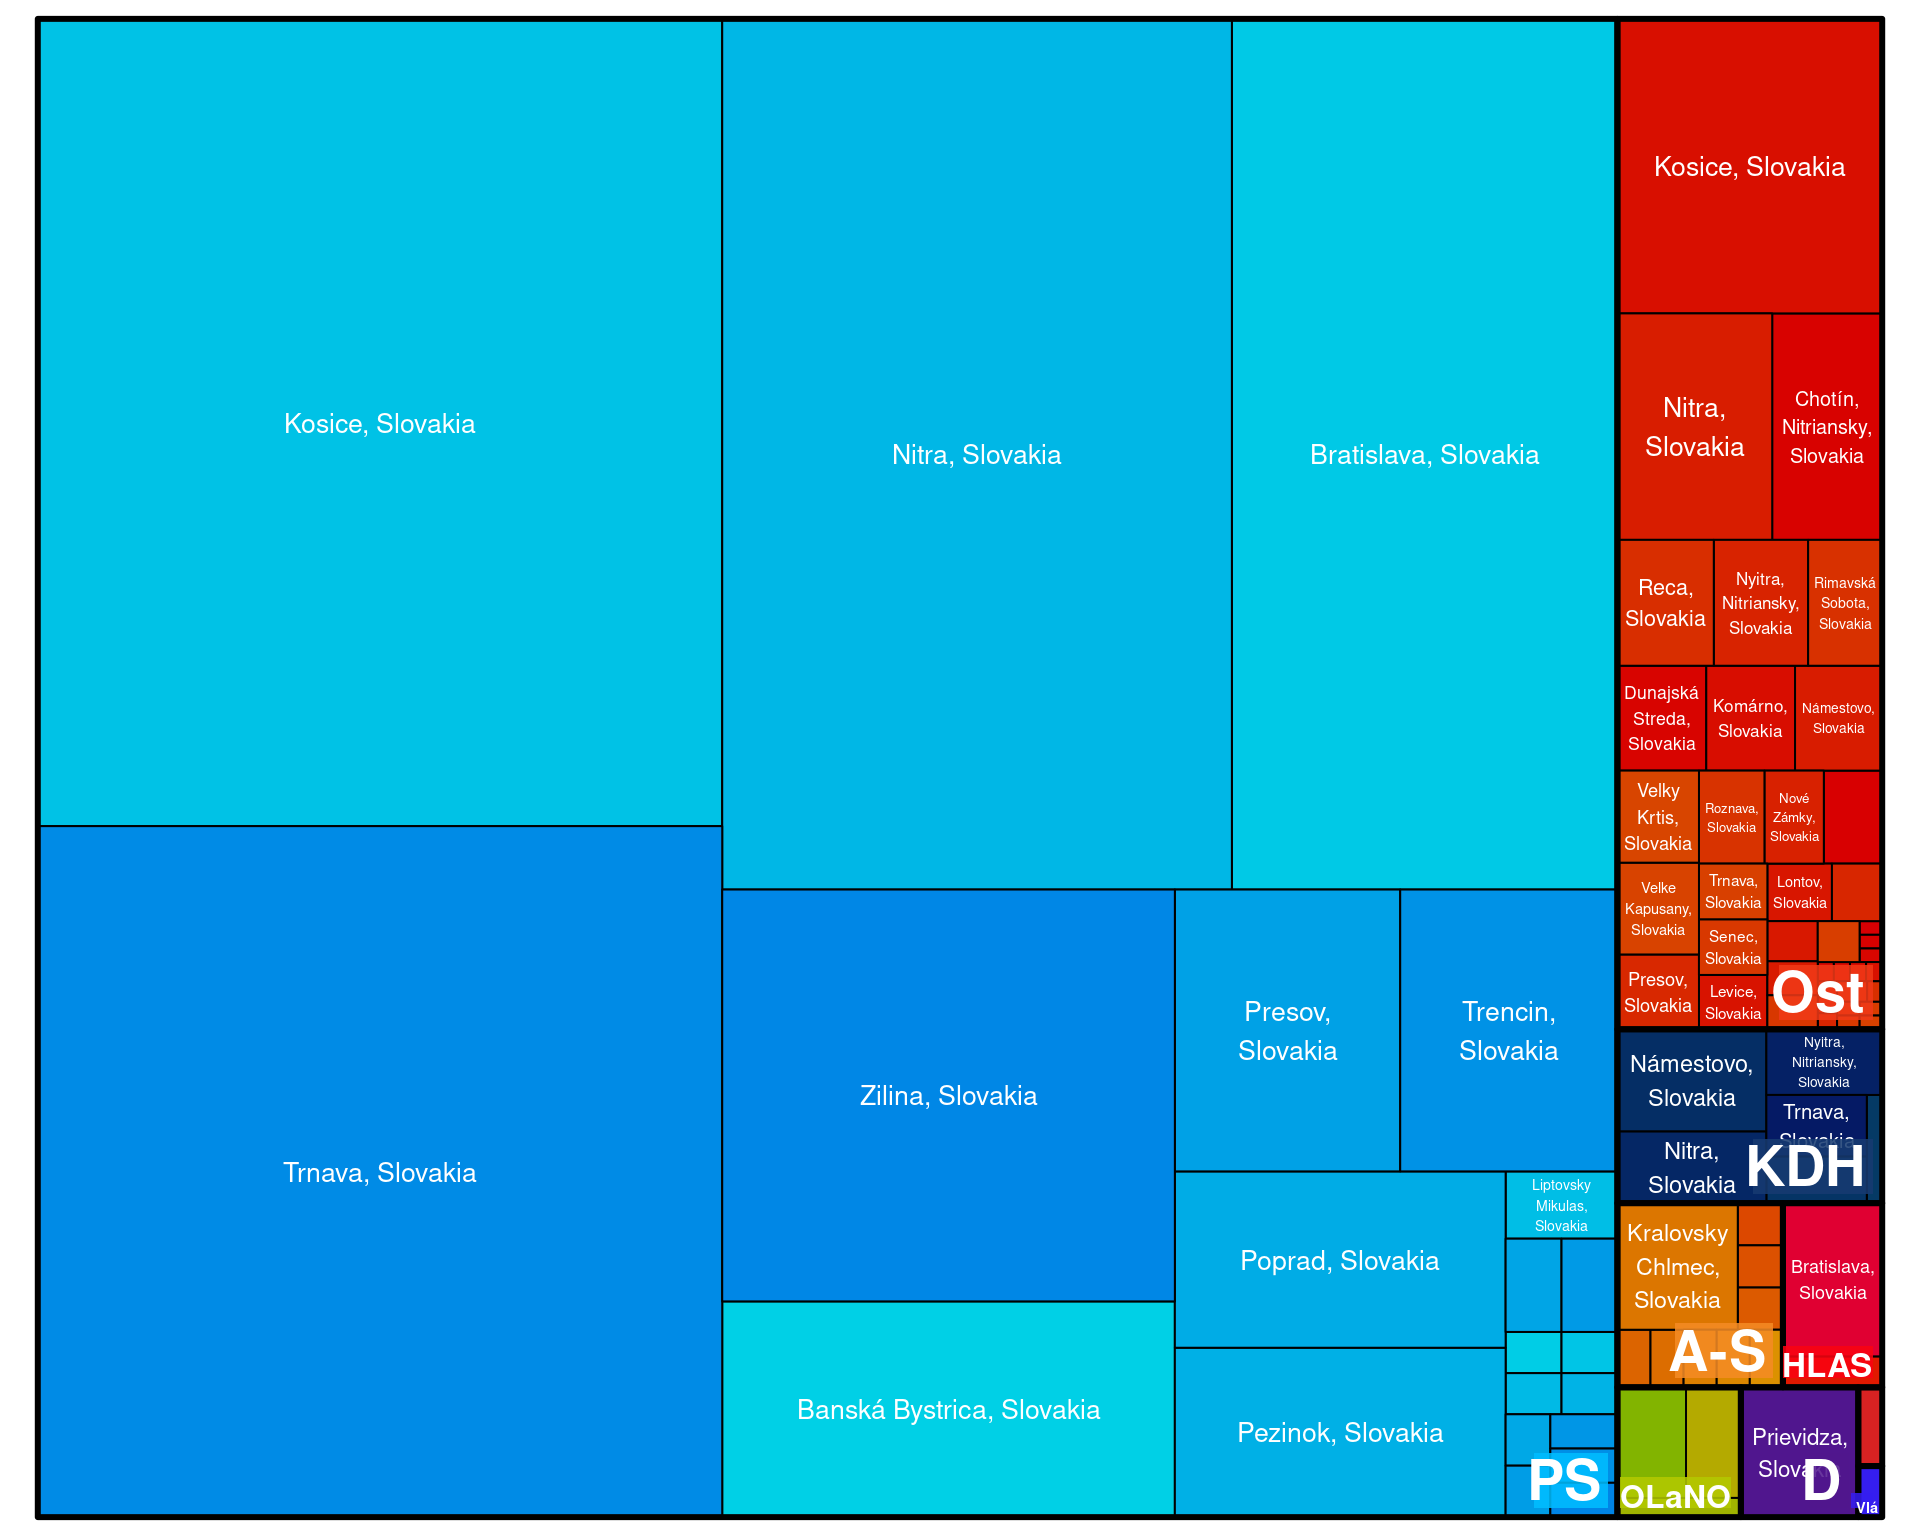 Kosice, Slovakia
Trnava, Slovakia
Nitra, Slovakia
Bratislava, Slovakia
Zilina, Slovakia
Banská Bystrica, Slovakia
Presov,
Slovakia
Trencin,
Slovakia
Poprad, Slovakia
Pezinok, Slovakia
Liptovsky
Mikulas,
Slovakia
PS
Kosice, Slovakia
Nitra,
Slovakia
Chotín,
Nitriansky,
Slovakia
Reca,
Slovakia
Nyitra,
Nitriansky,
Slovakia
Rimavská
Sobota,
Slovakia
Dunajská
Streda,
Slovakia
Komárno,
Slovakia
Námestovo,
Slovakia
Velky
Krtis,
Slovakia
Roznava,
Slovakia
Nové
Zámky,
Slovakia
Velke
Kapusany,
Slovakia
Trnava,
Slovakia
Lontov,
Slovakia
Senec,
Slovakia
Presov,
Slovakia
Levice,
Slovakia
Ost
Námestovo,
Slovakia
Nyitra,
Nitriansky,
Slovakia
Trnava,
Slovakia
Nitra,
Slovakia
KDH
Kralovsky
Chlmec,
Slovakia
A-S
Bratislava,
Slovakia
HLAS
OLaNO
Prievidza,
Slovakia
D
Vlá